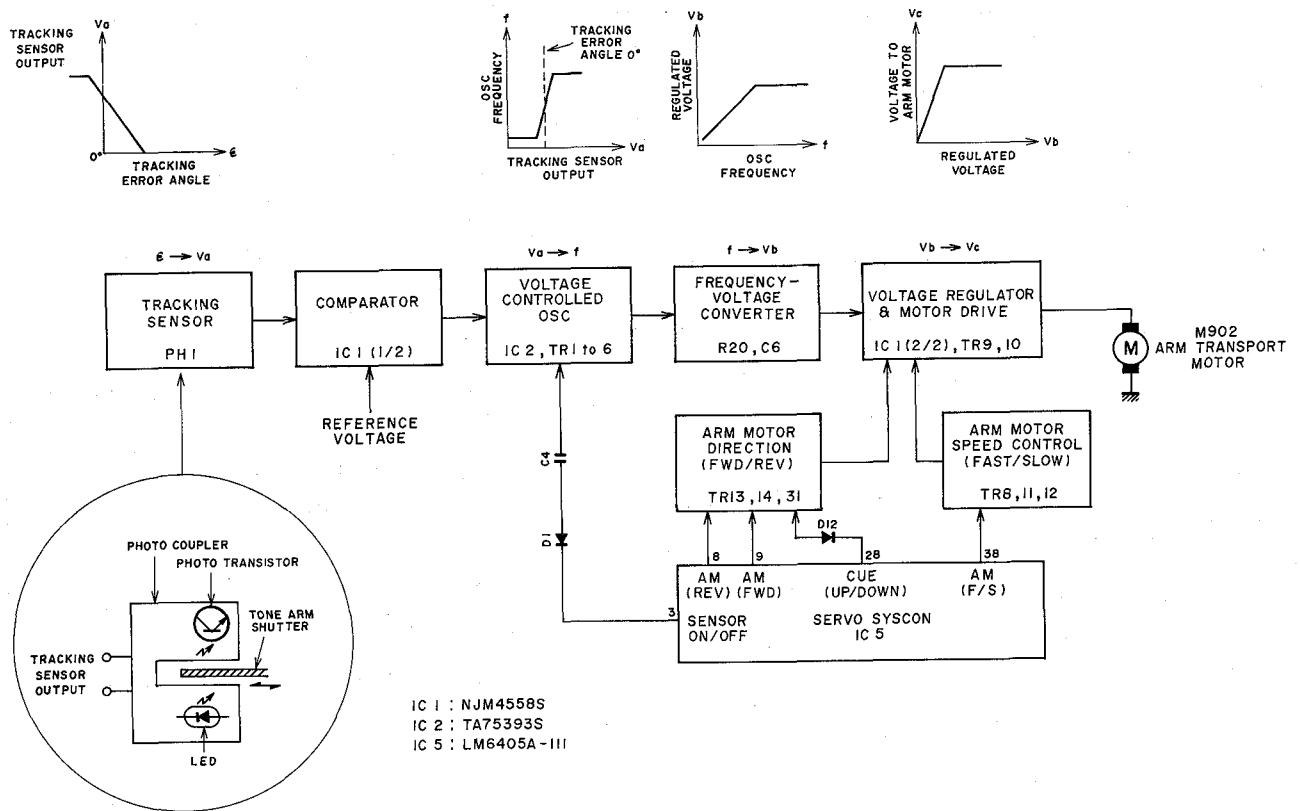 Va
TRACKING
SENSOR
OUTPUT
0°
ε
TRACKING
ERROR ANGLE
f
OSC
FREQUENCY
TRACKING
ERROR
ANGLE 0°
Va
TRACKING SENSOR
OUTPUT
Vb
REGULATED
VOLTAGE
f
OSC
FREQUENCY
Vc
VOLTAGE TO
ARM MOTOR
Vb
REGULATED
VOLTAGE
ε → Va
TRACKING
SENSOR
PH1
COMPARATOR
IC1 (1/2)
REFERENCE
VOLTAGE
Va → f
VOLTAGE
CONTROLLED
OSC
IC 2, TR1 to 6
f → Vb
FREQUENCY-
VOLTAGE
CONVERTER
R20, C6
Vb → Vc
VOLTAGE REGULATOR
& MOTOR DRIVE
IC 1 (2/2), TR9, 10
M
M902
ARM TRANSPORT
MOTOR
C4
D1
ARM MOTOR
DIRECTION
(FWD/REV)
TR13, 14, 31
ARM MOTOR
SPEED CONTROL
(FAST/SLOW)
TR8, 11, 12
D12
8
9
28
38
AM
(REV)
AM
(FWD)
CUE
(UP/DOWN)
AM
(F/S)
3
SENSOR
ON/OFF
SERVO SYSCON
IC 5
PHOTO COUPLER
PHOTO TRANSISTOR
TONE ARM
SHUTTER
TRACKING
SENSOR
OUTPUT
LED
IC 1 : NJM4558S
IC 2 : TA75393S
IC 5 : LM6405A-111